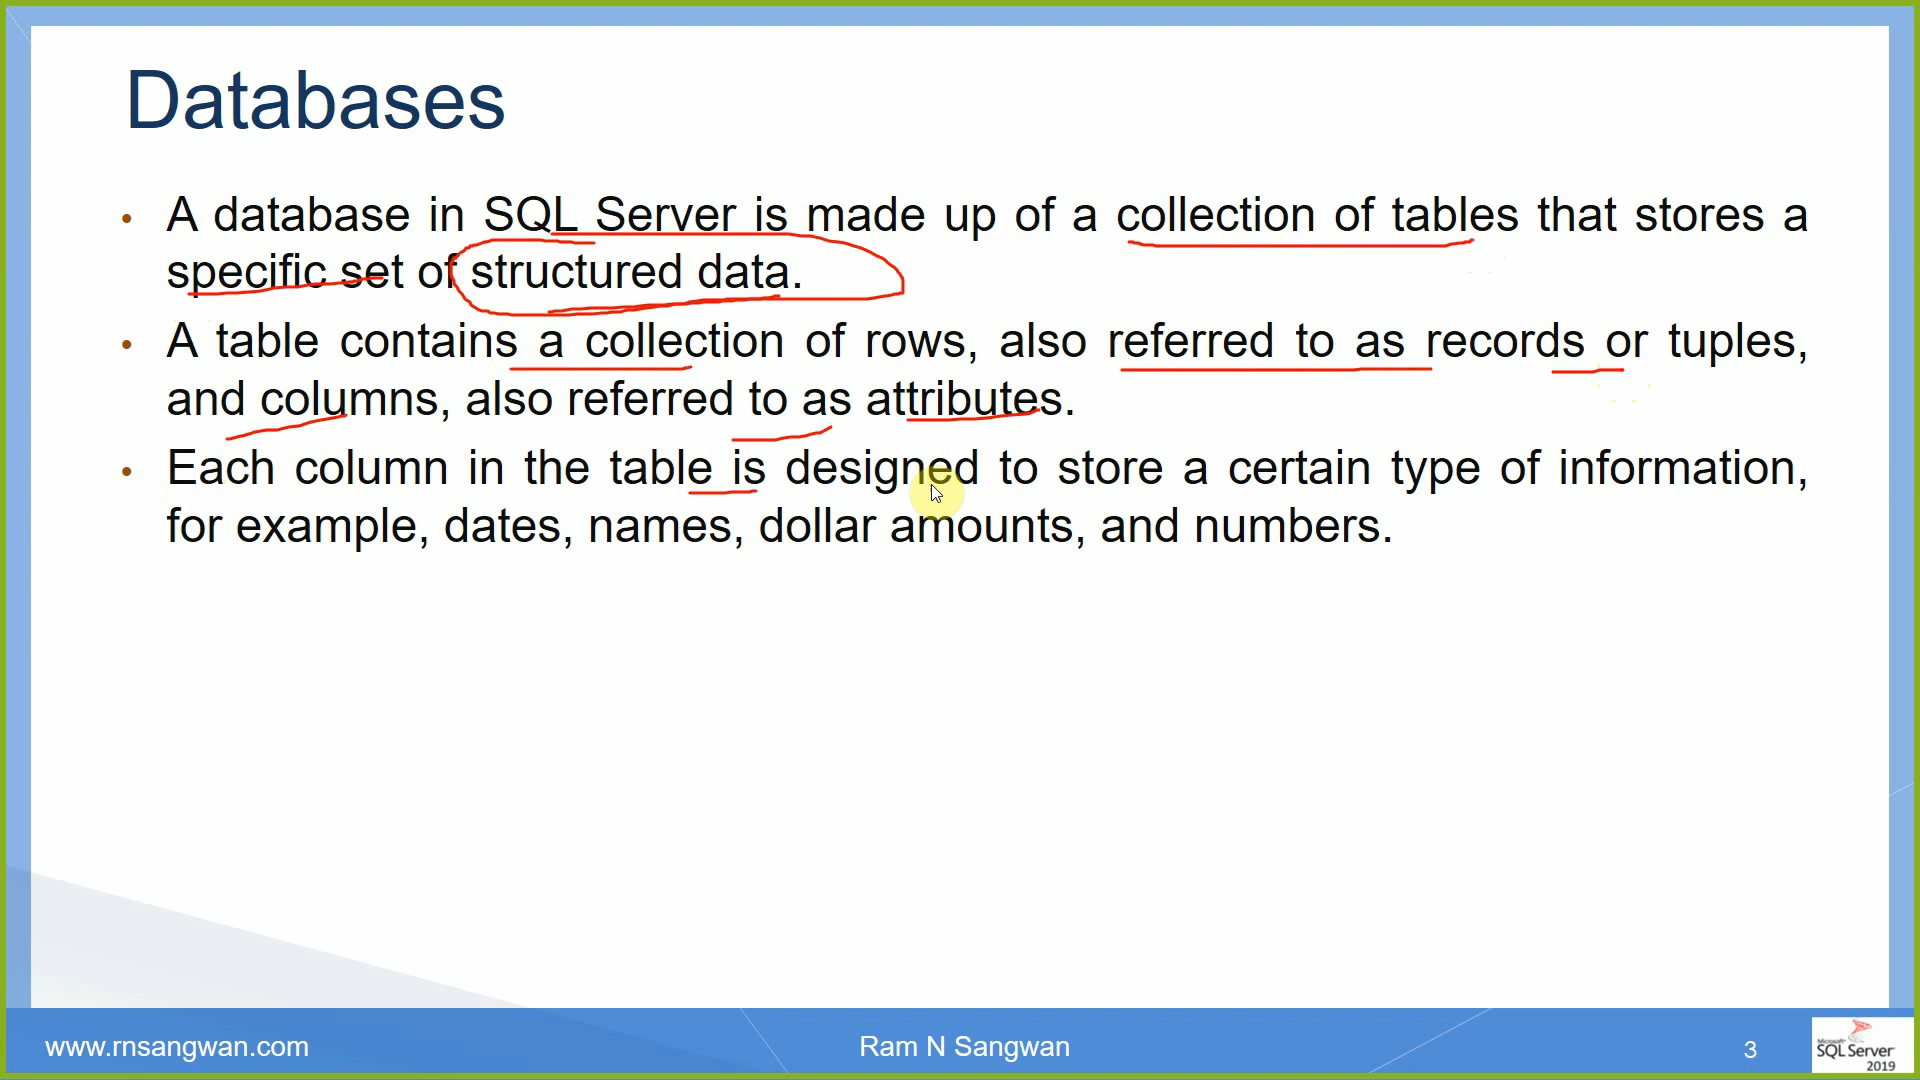 Databases
• A database in SQL Server is made up of a collection of tables that stores a
specific set of structured data.
• A table contains a collection of rows, also referred to as records or tuples,
and columns, also referred to as attributes.
• Each column in the table is designed to store a certain type of information,
for example, dates, names, dollar amounts, and numbers.
www.rnsangwan.com
Ram N Sangwan
3
Microsoft
SQL Server
2019